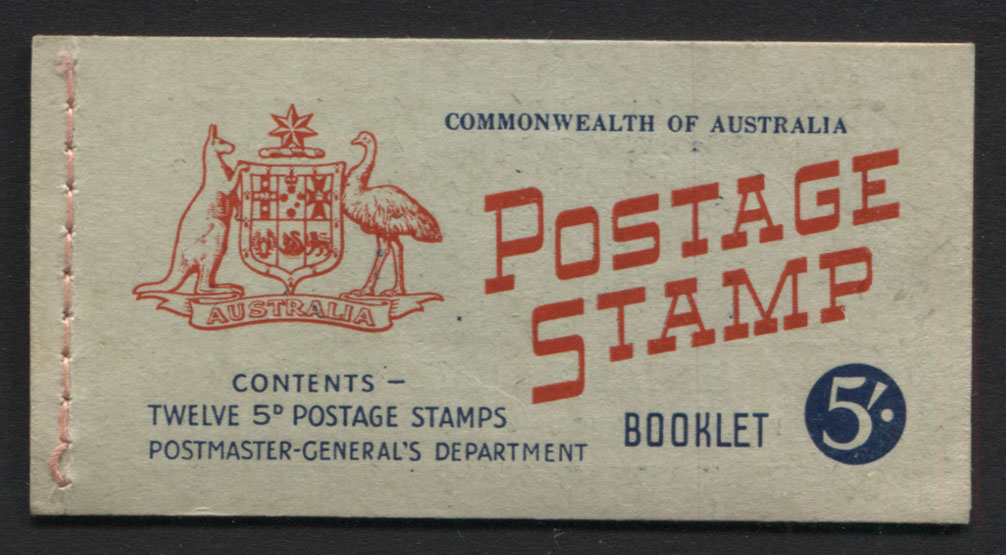 COMMONWEALTH OF AUSTRALIA
POSTAGE
STAMP
AUSTRALIA
CONTENTS –
TWELVE 5ᴰ POSTAGE STAMPS
POSTMASTER-GENERAL'S DEPARTMENT
BOOKLET
5/·